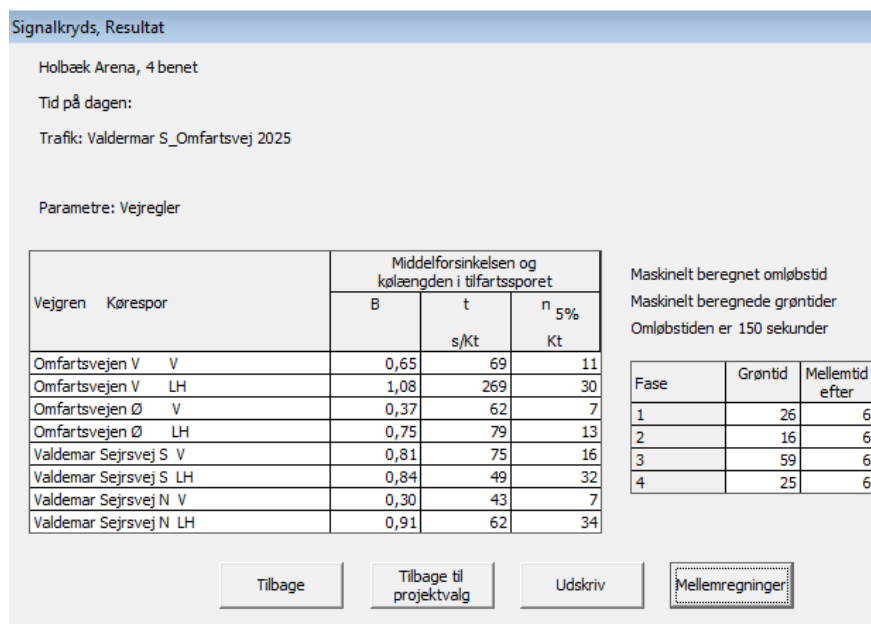 Signalkryds, Resultat
Holbæk Arena, 4 benet
Tid på dagen:
Trafik: Valdermar S_Omfartsvej 2025
Parametre: Vejregler
Vejgren Kørespor
Middelforsinkelsen og
kølængden i tilfartssporet
B t n 5%
s/Kt Kt
Omfartsvejen V V 0,65 69 11
Omfartsvejen V LH 1,08 269 30
Omfartsvejen Ø V 0,37 62 7
Omfartsvejen Ø LH 0,75 79 13
Valdemar Sejrsvej S V 0,81 75 16
Valdemar Sejrsvej S LH 0,84 49 32
Valdemar Sejrsvej N V 0,30 43 7
Valdemar Sejrsvej N LH 0,91 62 34
Maskinelt beregnet omløbstid
Maskinelt beregnede grøntider
Omløbstiden er 150 sekunder
Fase Grøntid Mellemtid
efter
1 26 6
2 16 6
3 59 6
4 25 6
Tilbage
Tilbage til
projektvalg
Udskriv
Mellemregninger